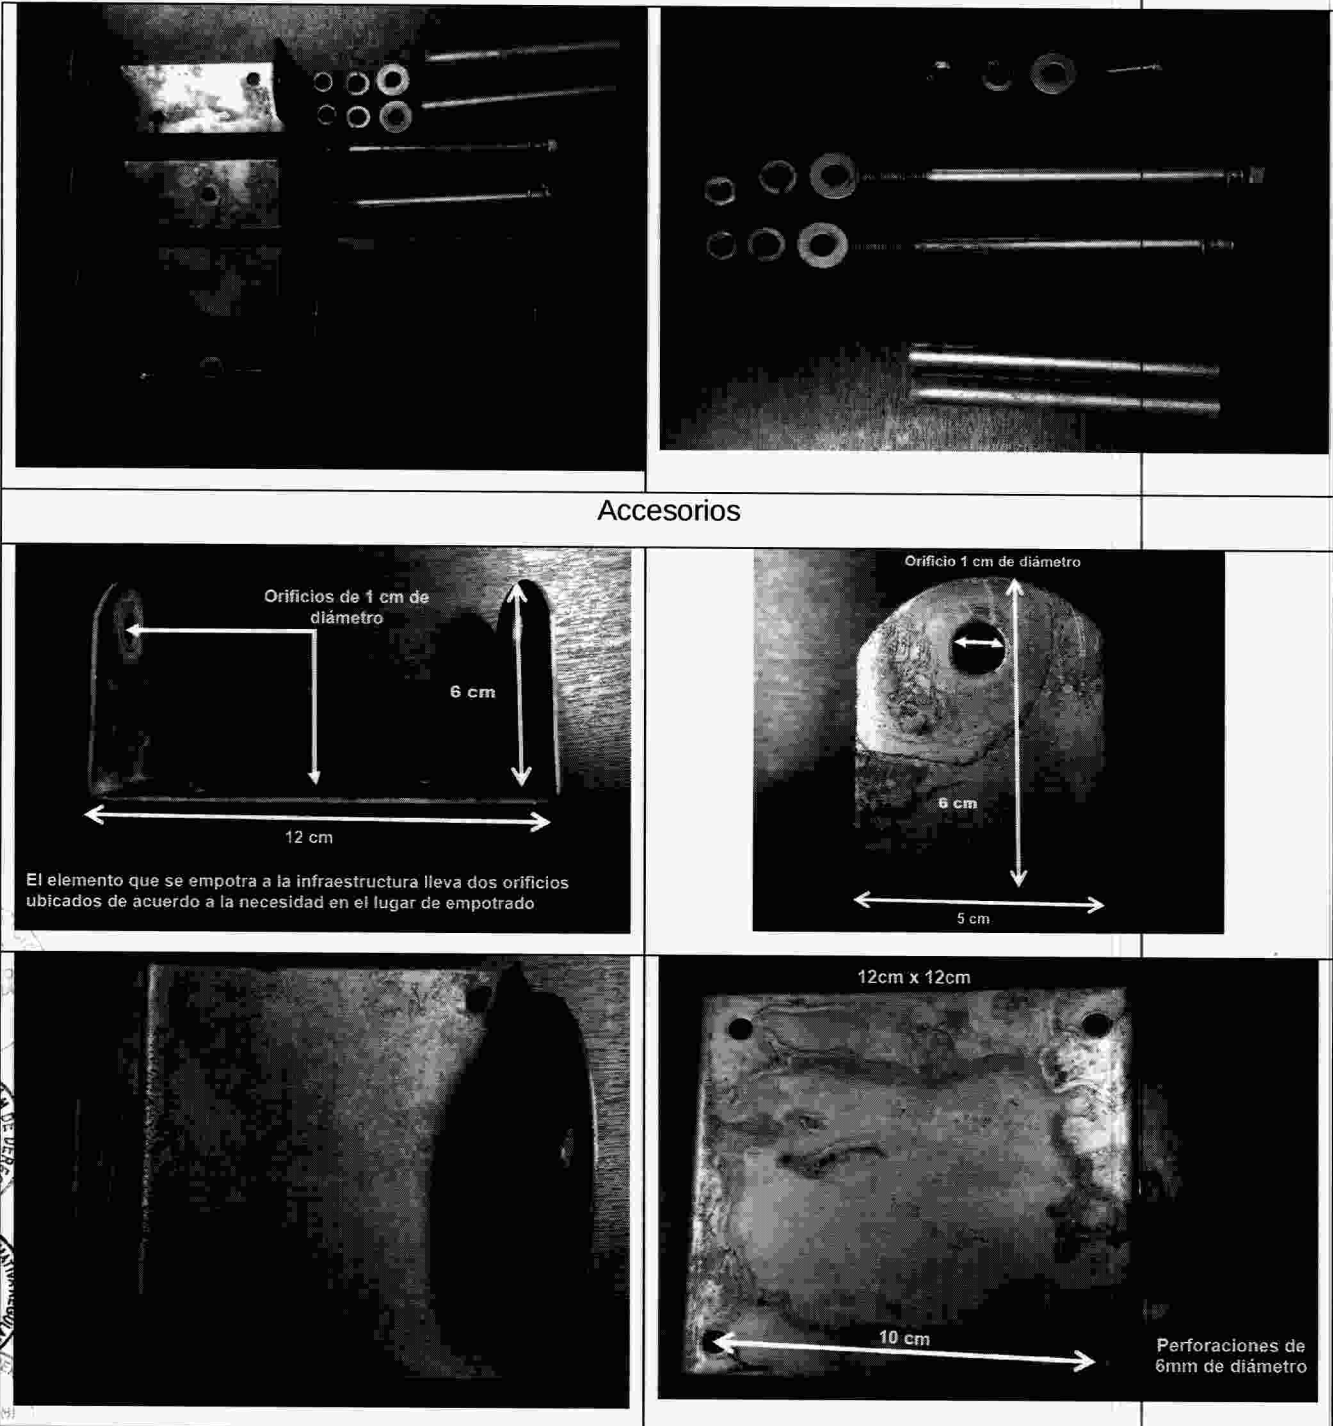 Accesorios
Orificios de 1 cm de
diámetro
6 cm
12 cm
El elemento que se empotra a la infraestructura lleva dos orificios
ubicados de acuerdo a la necesidad en el lugar de empotrado
Orificio 1 cm de diámetro
6 cm
5 cm
12cm x 12cm
10 cm
Perforaciones de
6mm de diámetro